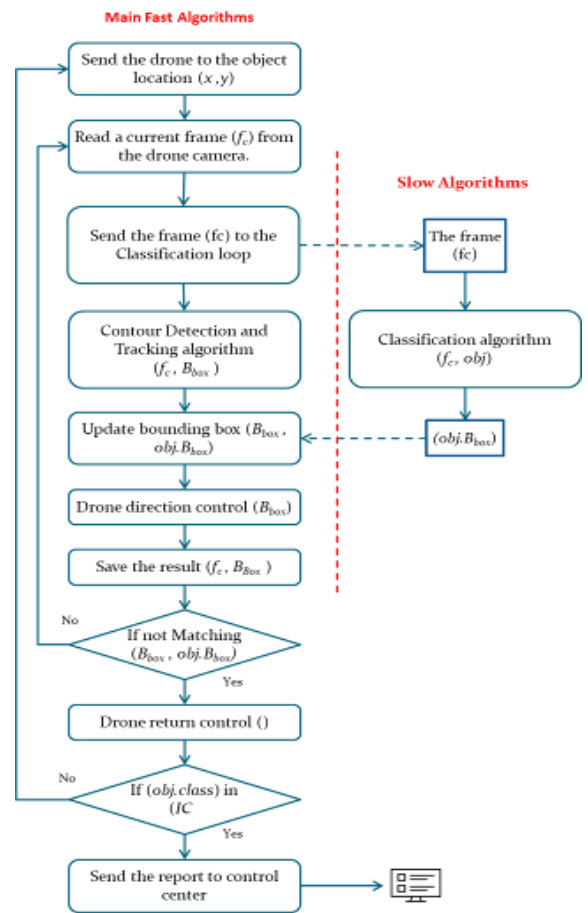 Main Fast Algorithms
Send the drone to the object
location (x ,y)
Read a current frame (fc) from
the drone camera.
Slow Algorithms
Send the frame (fc) to the
Classification loop
The frame
(fc)
Contour Detection and
Tracking algorithm
(fc , Bbox )
Classification algorithm
(fc, obj)
Update bounding box (Bbox ,
obj.Bbox)
(obj.Bbox)
Drone direction control (Bbox)
Save the result (fc , BBox )
No
If not Matching
(Bbox , obj.Bbox)
Yes
Drone return control ()
No
If (obj.class) in
(IC
Yes
Send the report to control
center